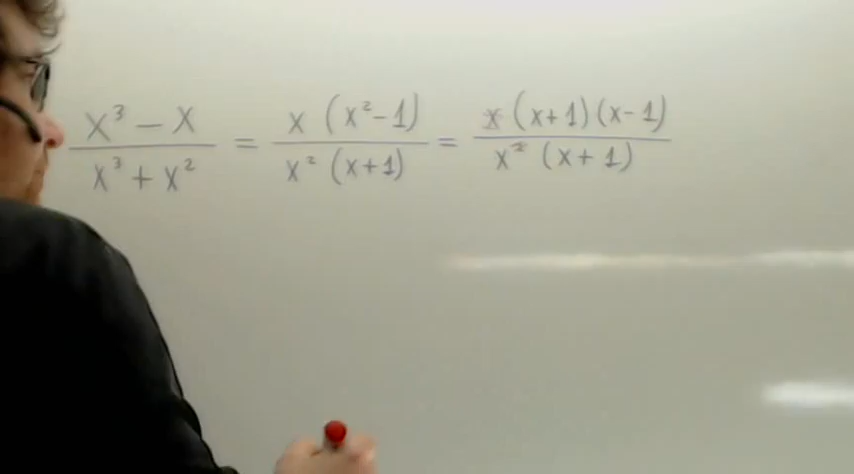 x³ − x / x³ + x² = x (x²−1) / x² (x+1) = x (x+1)(x−1) / x² (x+1)